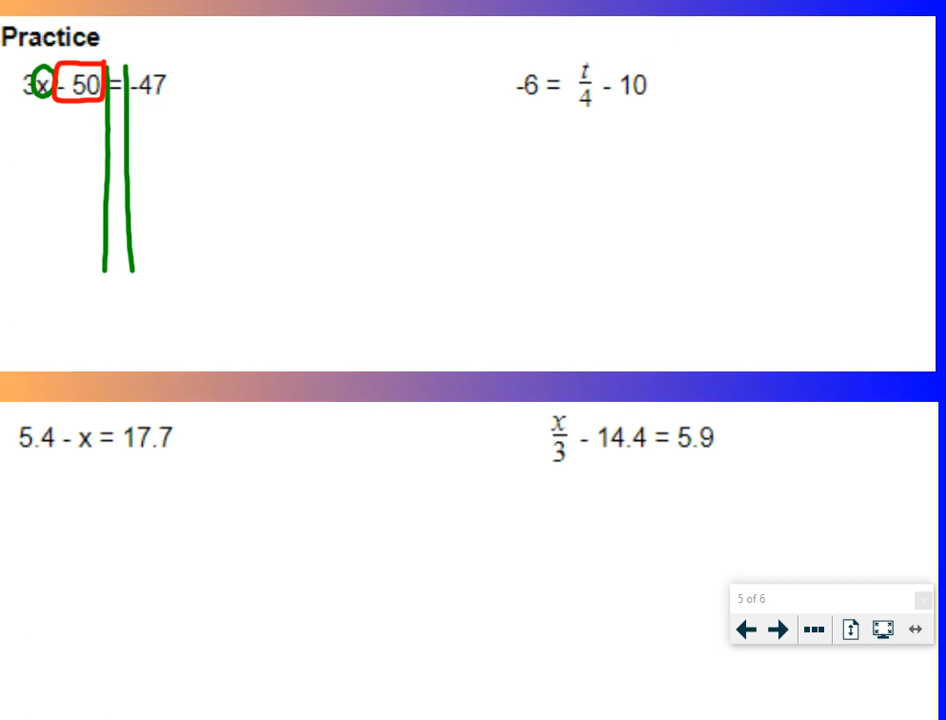 Practice
3x - 50 = -47
-6 = t/4 - 10
5.4 - x = 17.7
x/3 - 14.4 = 5.9
5 of 6